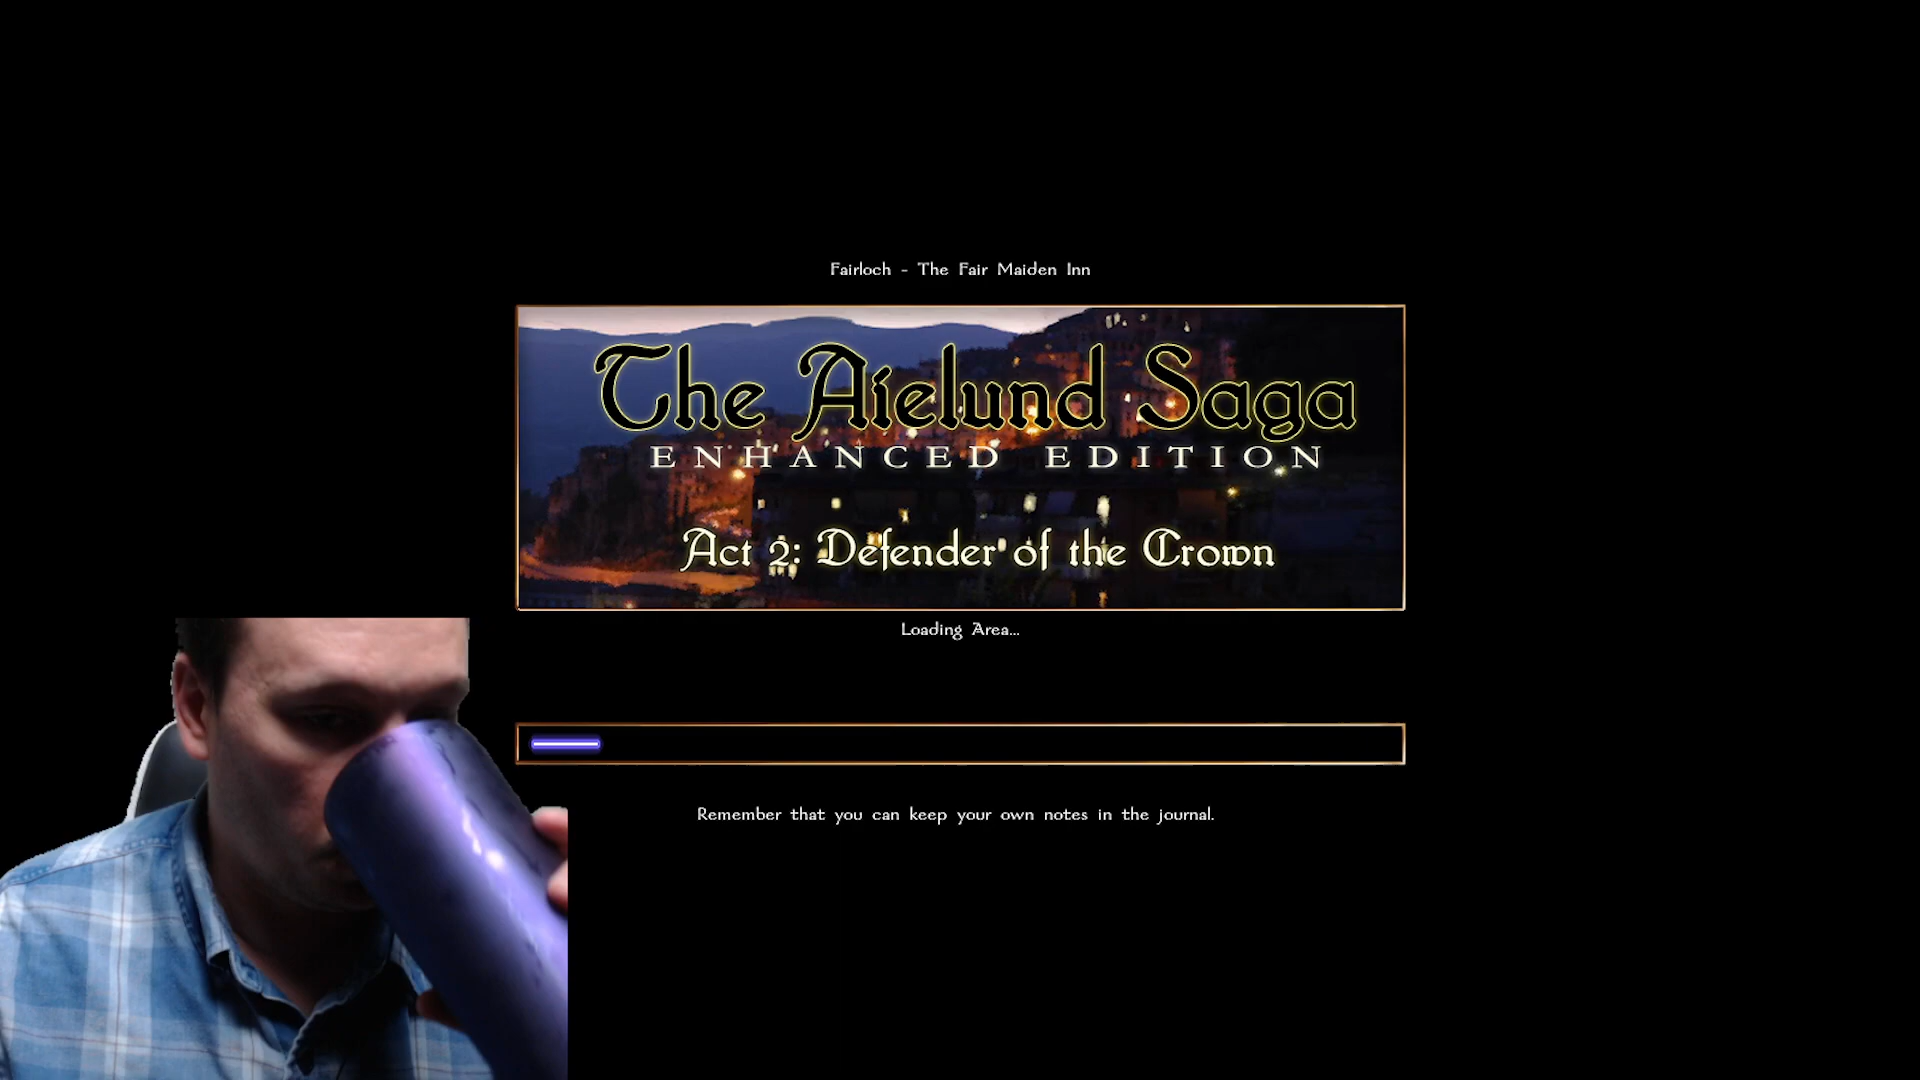 Fairloch - The Fair Maiden Inn
The Aielund Saga
ENHANCED EDITION
Act 2: Defender of the Crown
Loading Area...
Remember that you can keep your own notes in the journal.